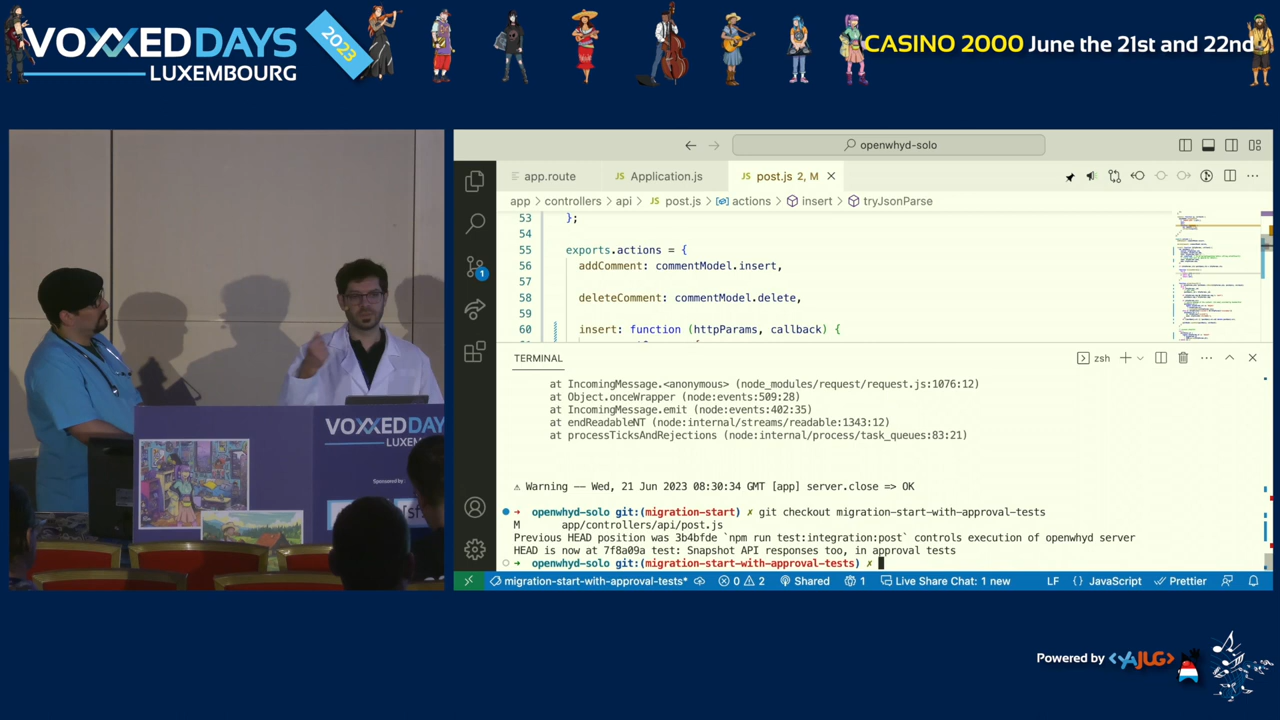 VOXXEDDAYS
LUXEMBOURG
2023
CASINO 2000 June the 21st and 22nd
openwhyd-solo
app.route
JS Application.js
JS post.js 2, M
app > controllers > api > JS post.js > actions > insert > tryJsonParse
53 };
54
55 exports.actions = {
56 addComment: commentModel.insert,
57
58 deleteComment: commentModel.delete,
59
60 insert: function (httpParams, callback) {
1
TERMINAL
zsh
at IncomingMessage.<anonymous> (node_modules/request/request.js:1076:12)
at Object.onceWrapper (node:events:509:28)
at IncomingMessage.emit (node:events:402:35)
at endReadableNT (node:internal/streams/readable:1343:12)
at processTicksAndRejections (node:internal/process/task_queues:83:21)
⚠ Warning –– Wed, 21 Jun 2023 08:30:34 GMT [app] server.close => OK
➜ openwhyd-solo git:(migration-start) ✗ git checkout migration-start-with-approval-tests
M app/controllers/api/post.js
Previous HEAD position was 3b4bfde `npm run test:integration:post` controls execution of openwhyd server
HEAD is now at 7f8a09a test: Snapshot API responses too, in approval tests
➜ openwhyd-solo git:(migration-start-with-approval-tests) ✗
migration-start-with-approval-tests* 0 2 Shared 1 Live Share Chat: 1 new LF {} JavaScript Prettier
VOXXEDDAYS
LUXEMB
Sponsored by
Powered by <YAJUG>